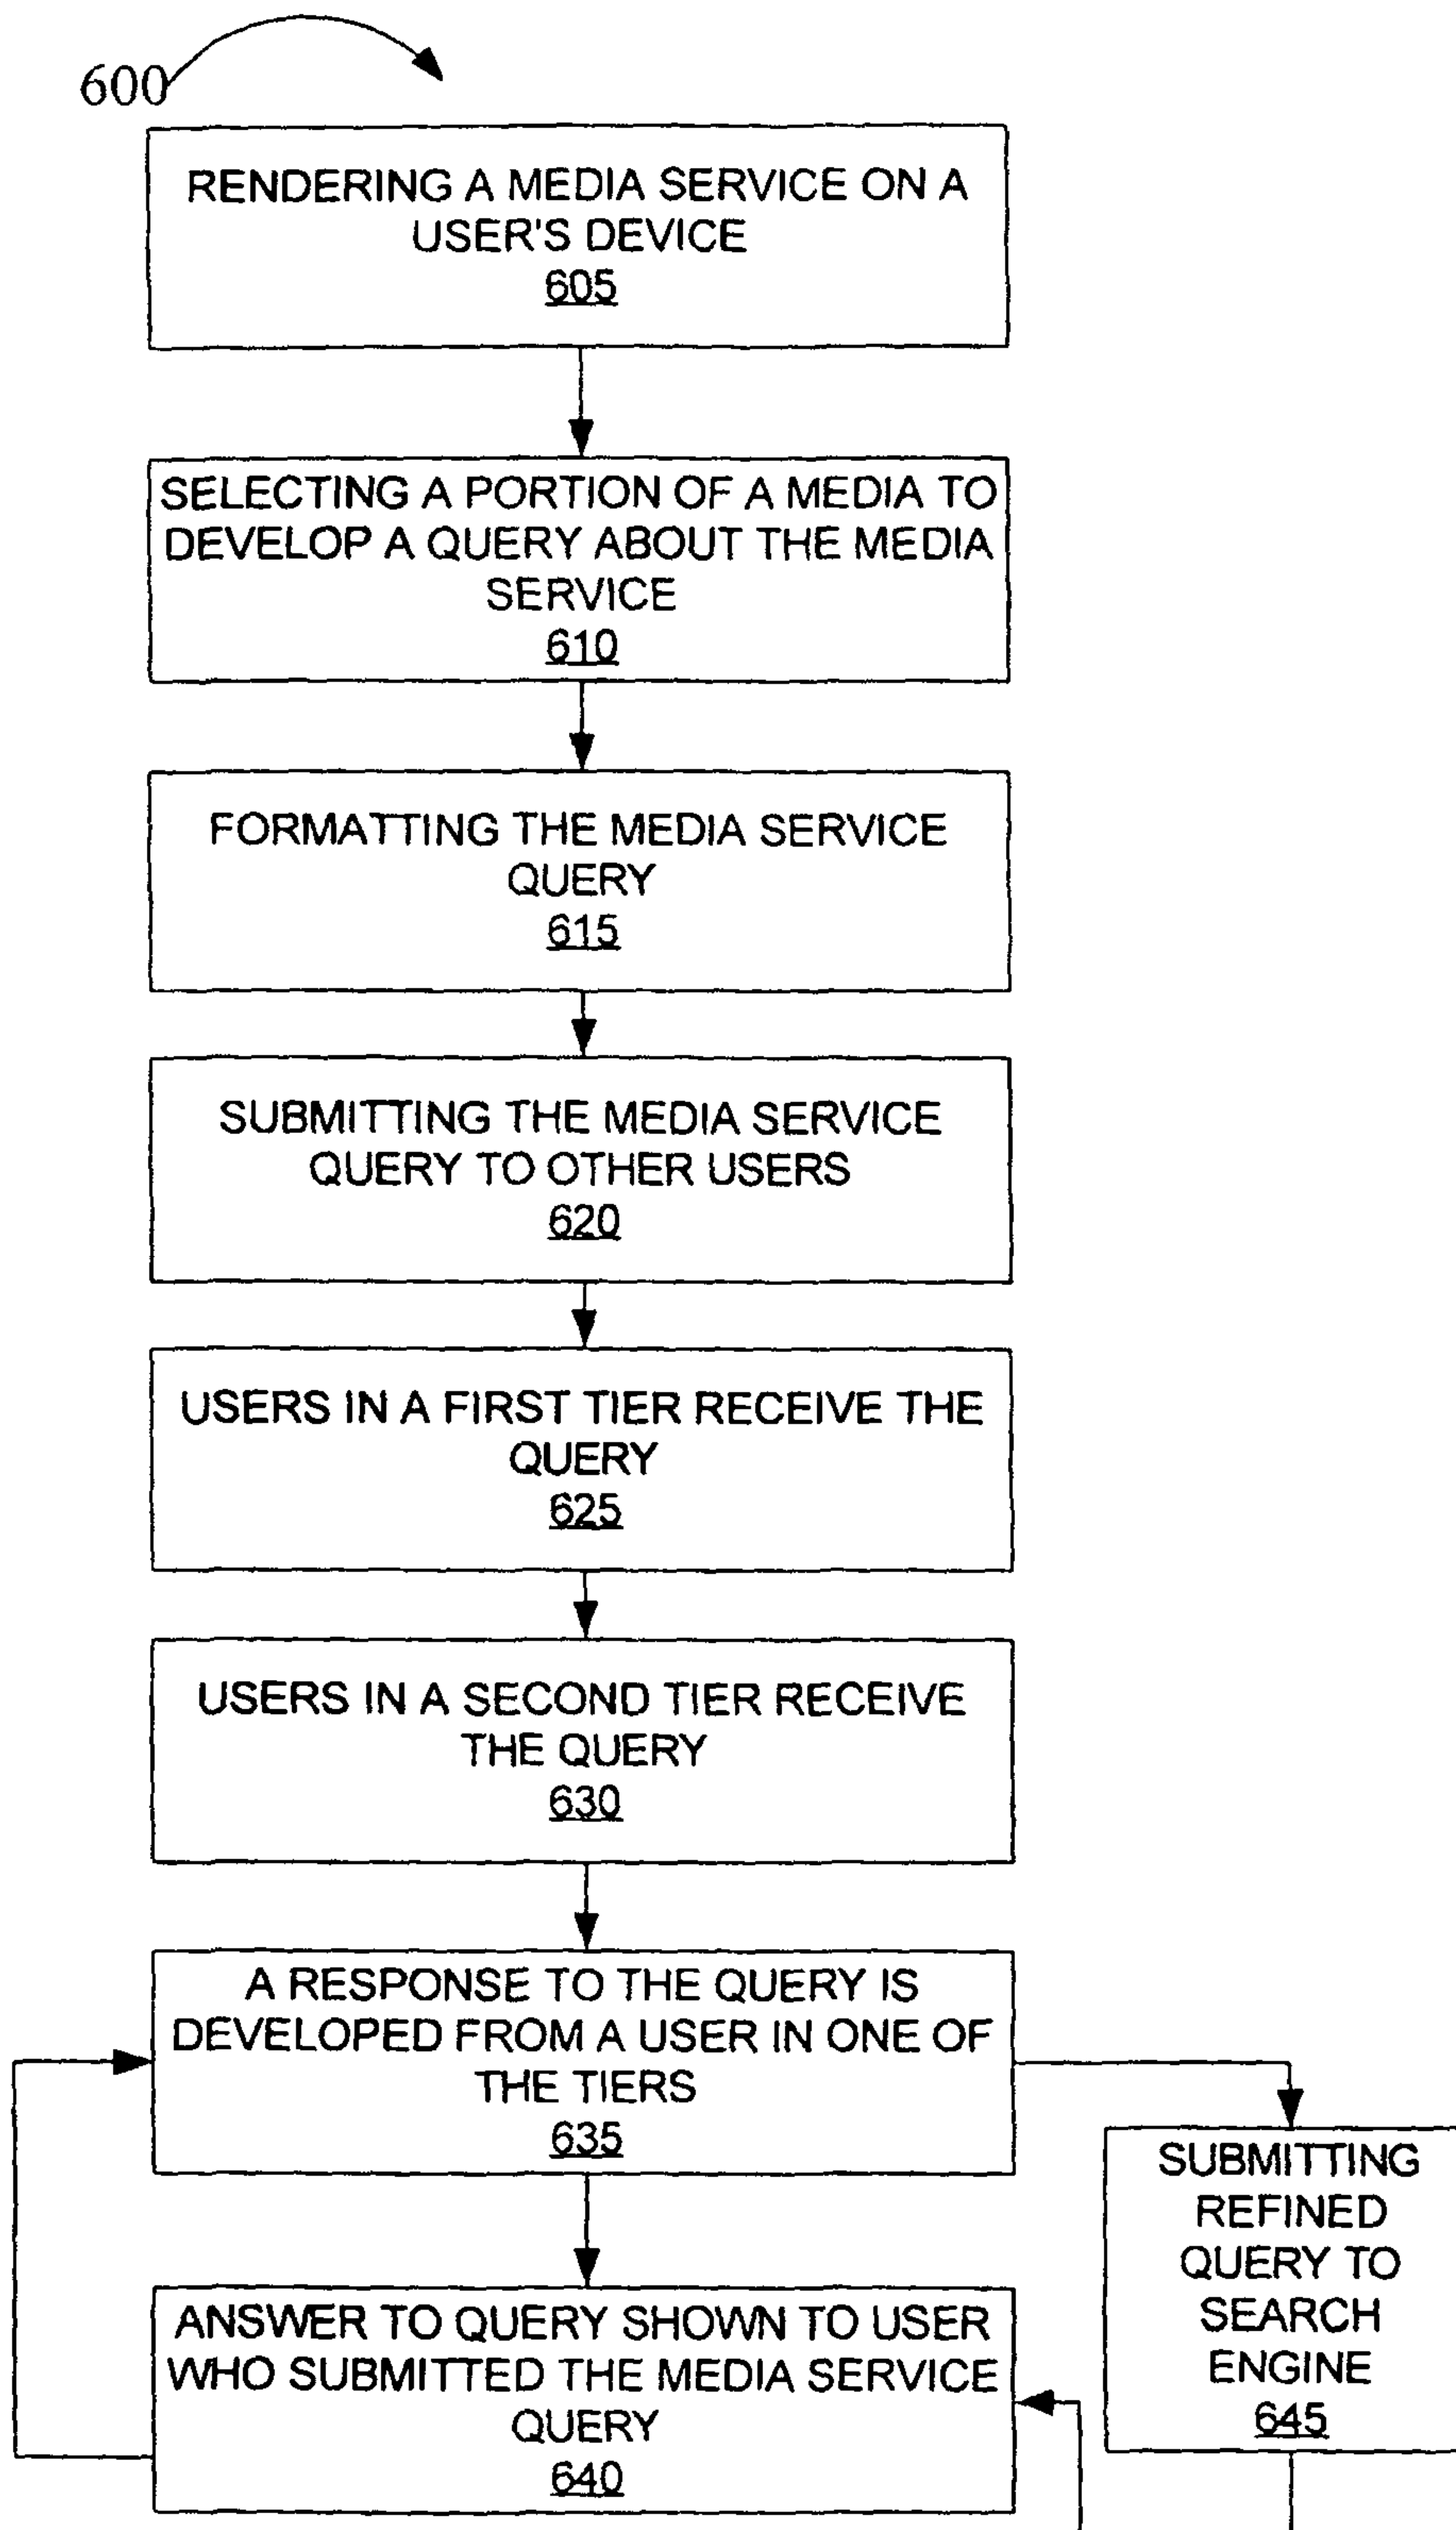 600
RENDERING A MEDIA SERVICE ON A
USER'S DEVICE
605
SELECTING A PORTION OF A MEDIA TO
DEVELOP A QUERY ABOUT THE MEDIA
SERVICE
610
FORMATTING THE MEDIA SERVICE
QUERY
615
SUBMITTING THE MEDIA SERVICE
QUERY TO OTHER USERS
620
USERS IN A FIRST TIER RECEIVE THE
QUERY
625
USERS IN A SECOND TIER RECEIVE
THE QUERY
630
A RESPONSE TO THE QUERY IS
DEVELOPED FROM A USER IN ONE OF
THE TIERS
635
SUBMITTING
REFINED
QUERY TO
SEARCH
ENGINE
645
ANSWER TO QUERY SHOWN TO USER
WHO SUBMITTED THE MEDIA SERVICE
QUERY
640